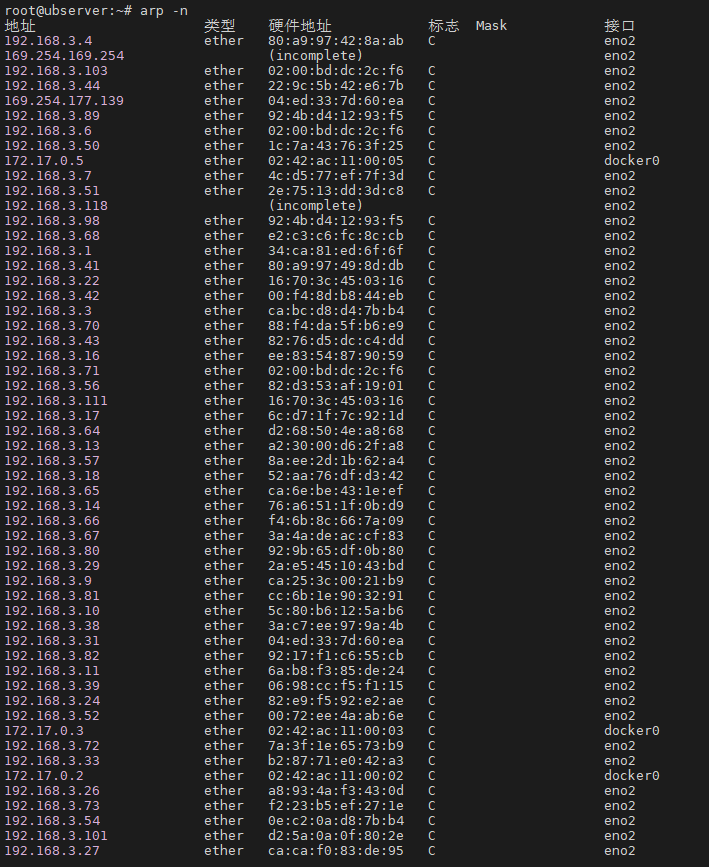 root@ubserver:~# arp -n
地址 类型 硬件地址 标志 Mask 接口
192.168.3.4 ether 80:a9:97:42:8a:ab C eno2
169.254.169.254 (incomplete) eno2
192.168.3.103 ether 02:00:bd:dc:2c:f6 C eno2
192.168.3.44 ether 22:9c:5b:42:e6:7b C eno2
169.254.177.139 ether 04:ed:33:7d:60:ea C eno2
192.168.3.89 ether 92:4b:d4:12:93:f5 C eno2
192.168.3.6 ether 02:00:bd:dc:2c:f6 C eno2
192.168.3.50 ether 1c:7a:43:76:3f:25 C eno2
172.17.0.5 ether 02:42:ac:11:00:05 C docker0
192.168.3.7 ether 4c:d5:77:ef:7f:3d C eno2
192.168.3.51 ether 2e:75:13:dd:3d:c8 C eno2
192.168.3.118 (incomplete) eno2
192.168.3.98 ether 92:4b:d4:12:93:f5 C eno2
192.168.3.68 ether e2:c3:c6:fc:8c:cb C eno2
192.168.3.1 ether 34:ca:81:ed:6f:6f C eno2
192.168.3.41 ether 80:a9:97:49:8d:db C eno2
192.168.3.22 ether 16:70:3c:45:03:16 C eno2
192.168.3.42 ether 00:f4:8d:b8:44:eb C eno2
192.168.3.3 ether ca:bc:d8:d4:7b:b4 C eno2
192.168.3.70 ether 88:f4:da:5f:b6:e9 C eno2
192.168.3.43 ether 82:76:d5:dc:c4:dd C eno2
192.168.3.16 ether ee:83:54:87:90:59 C eno2
192.168.3.71 ether 02:00:bd:dc:2c:f6 C eno2
192.168.3.56 ether 82:d3:53:af:19:01 C eno2
192.168.3.111 ether 16:70:3c:45:03:16 C eno2
192.168.3.17 ether 6c:d7:1f:7c:92:1d C eno2
192.168.3.64 ether d2:68:50:4e:a8:68 C eno2
192.168.3.13 ether a2:30:00:d6:2f:a8 C eno2
192.168.3.57 ether 8a:ee:2d:1b:62:a4 C eno2
192.168.3.18 ether 52:aa:76:df:d3:42 C eno2
192.168.3.65 ether ca:6e:be:43:1e:ef C eno2
192.168.3.14 ether 76:a6:51:1f:0b:d9 C eno2
192.168.3.66 ether f4:6b:8c:66:7a:09 C eno2
192.168.3.67 ether 3a:4a:de:ac:cf:83 C eno2
192.168.3.80 ether 92:9b:65:df:0b:80 C eno2
192.168.3.29 ether 2a:e5:45:10:43:bd C eno2
192.168.3.9 ether ca:25:3c:00:21:b9 C eno2
192.168.3.81 ether cc:6b:1e:90:32:91 C eno2
192.168.3.10 ether 5c:80:b6:12:5a:b6 C eno2
192.168.3.38 ether 3a:c7:ee:97:9a:4b C eno2
192.168.3.31 ether 04:ed:33:7d:60:ea C eno2
192.168.3.82 ether 92:17:f1:c6:55:cb C eno2
192.168.3.11 ether 6a:b8:f3:85:de:24 C eno2
192.168.3.39 ether 06:98:cc:f5:f1:15 C eno2
192.168.3.24 ether 82:e9:f5:92:e2:ae C eno2
192.168.3.52 ether 00:72:ee:4a:ab:6e C eno2
172.17.0.3 ether 02:42:ac:11:00:03 C docker0
192.168.3.72 ether 7a:3f:1e:65:73:b9 C eno2
192.168.3.33 ether b2:87:71:e0:42:a3 C eno2
172.17.0.2 ether 02:42:ac:11:00:02 C docker0
192.168.3.26 ether a8:93:4a:f3:43:0d C eno2
192.168.3.73 ether f2:23:b5:ef:27:1e C eno2
192.168.3.54 ether 0e:c2:0a:d8:7b:b4 C eno2
192.168.3.101 ether d2:5a:0a:0f:80:2e C eno2
192.168.3.27 ether ca:ca:f0:83:de:95 C eno2